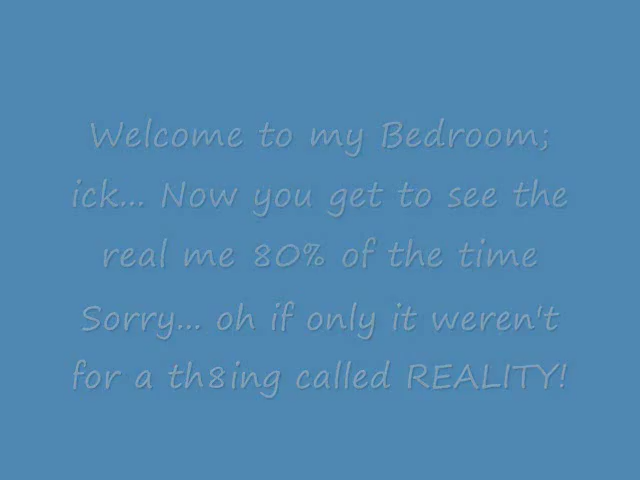 Welcome to my Bedroom;
ick... Now you get to see the
real me 80% of the time
Sorry... oh if only it weren't
for a th8ing called REALITY!